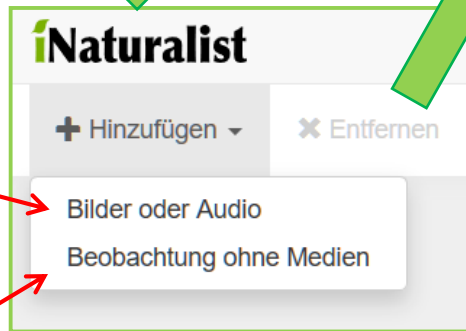 iNaturalist
+ Hinzufügen
× Entfernen
Bilder oder Audio
Beobachtung ohne Medien